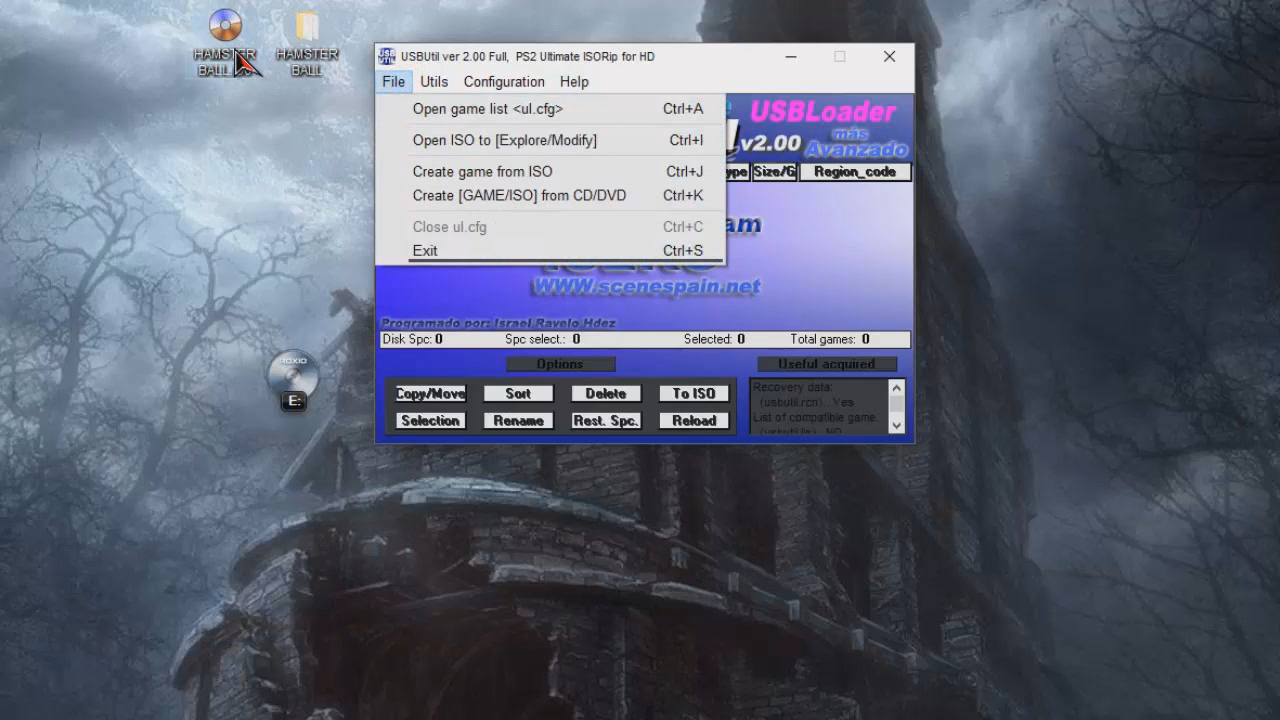 HAMSTER
HAMSTER
BALL
USBUtil ver 2.00 Full, PS2 Ultimate ISORip for HD
File Utils Configuration Help
Open game list <ul.cfg> Ctrl+A
Open ISO to [Explore/Modify] Ctrl+I
Create game from ISO Ctrl+J
Create [GAME/ISO] from CD/DVD Ctrl+K
Close ul.cfg Ctrl+C
Exit Ctrl+S
USBLoader
v2.00 más
Avanzado
Size/G Region_code
WWW.scenespain.net
Programado por: Israel Ravelo Hdez
Disk Spc: 0 Spc select.: 0 Selected: 0 Total games: 0
Options Useful acquired
Copy/Move Sort Delete To ISO
Selection Rename Rest. Spc. Reload
Recovery data:
(usbutil.rcn)...Yes
List of compatible game.
ROXIO
E: